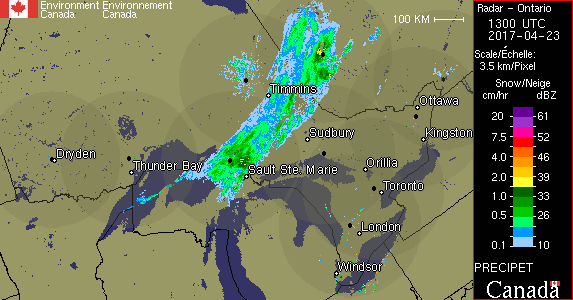 Environment Environnement
Canada Canada
100 KM
Timmins
Ottawa
Sudbury
Kingston
Dryden
Thunder Bay
Sault Ste. Marie
Orillia
Toronto
London
Windsor
Radar - Ontario
1300 UTC
2017-04-23
Scale/Échelle:
3.5 km/Pixel
Snow/Neige
cm/hr dBZ
20 61
7.5 57
5.5 52
4.0 46
2.0 39
1.0 33
0.5 26
0.1 10
PRECIPET
Canada